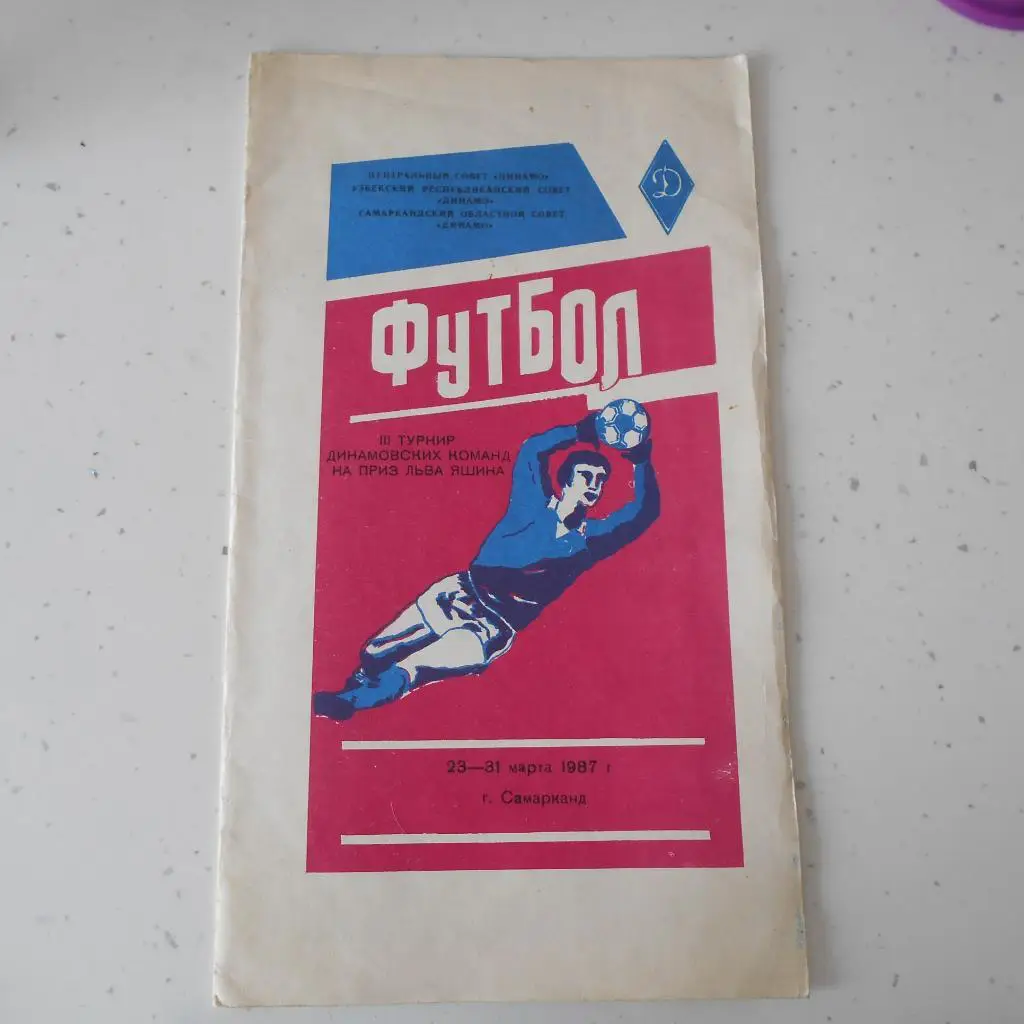 ЦЕНТРАЛЬНЫЙ СОВЕТ «ДИНАМО»
УЗБЕКСКИЙ РЕСПУБЛИКАНСКИЙ СОВЕТ
«ДИНАМО»
САМАРКАНДСКИЙ ОБЛАСТНОЙ СОВЕТ
«ДИНАМО»
Д
ФУТБОЛ
III ТУРНИР
ДИНАМОВСКИХ КОМАНД
НА ПРИЗ ЛЬВА ЯШИНА
23—31 марта 1987 г
г. Самарканд